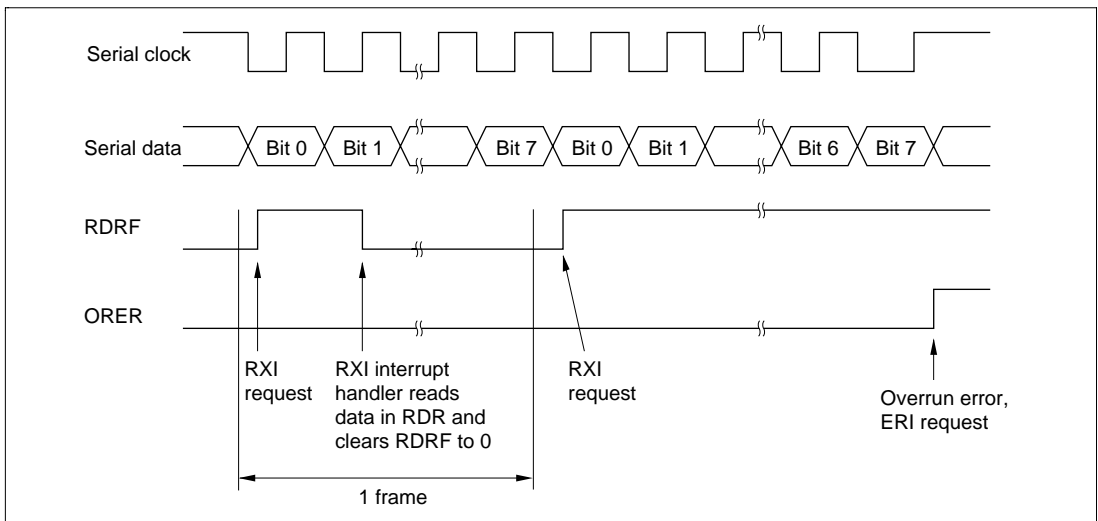 Serial clock
Serial data
Bit 0
Bit 1
Bit 7
Bit 0
Bit 1
Bit 6
Bit 7
RDRF
ORER
RXI
request
RXI interrupt
handler reads
data in RDR and
clears RDRF to 0
RXI
request
Overrun error,
ERI request
1 frame